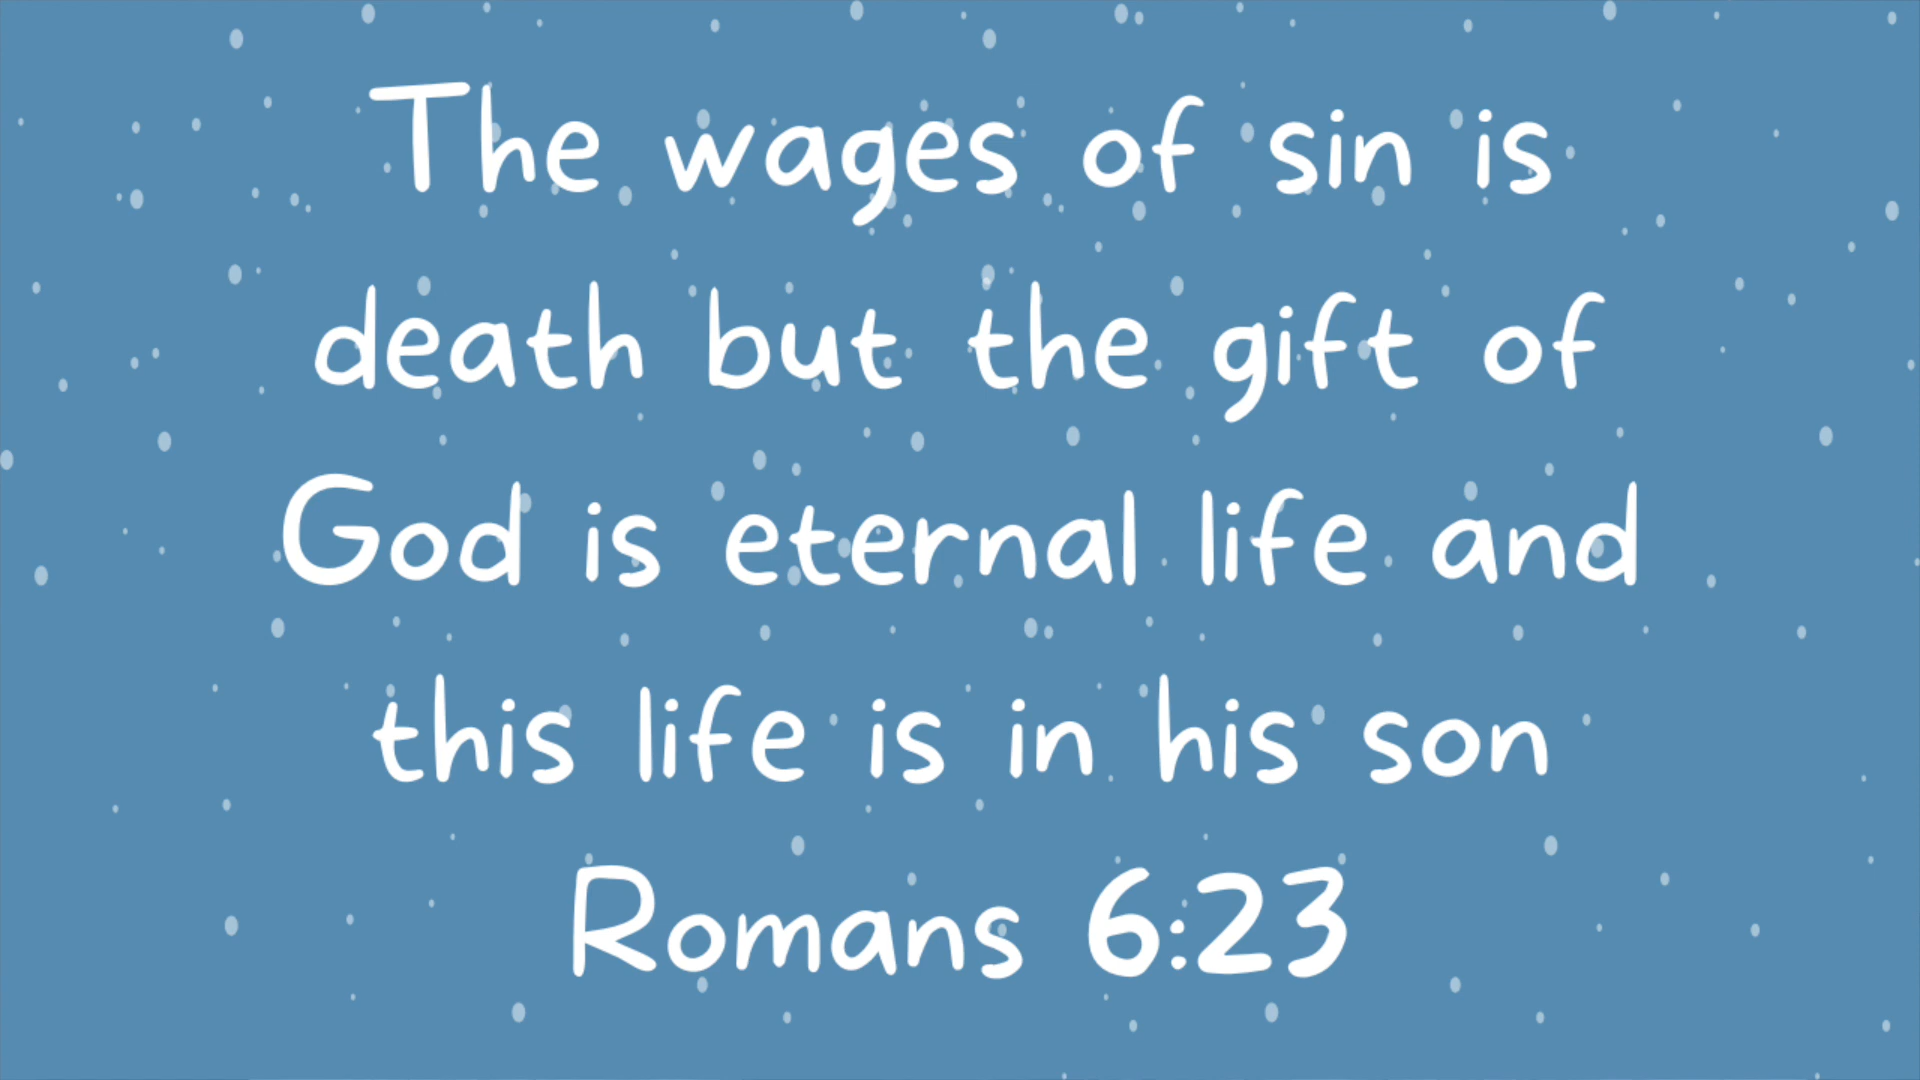 The wages of sin is
death but the gift of
God is eternal life and
this life is in his son
Romans 6:23